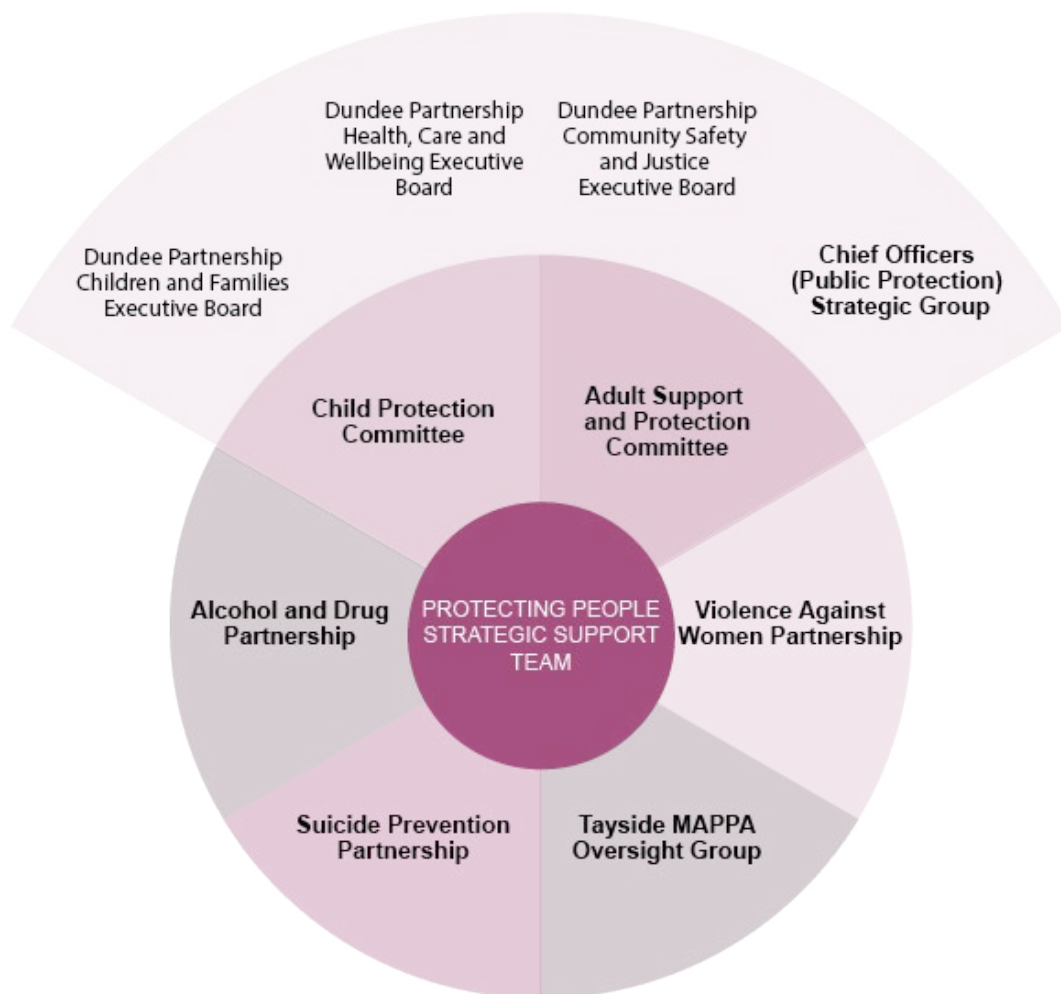 Dundee Partnership
Health, Care and
Wellbeing Executive
Board
Dundee Partnership
Community Safety
and Justice
Executive Board
Dundee Partnership
Children and Families
Executive Board
Chief Officers
(Public Protection)
Strategic Group
Child Protection
Committee
Adult Support
and Protection
Committee
Alcohol and Drug
Partnership
PROTECTING PEOPLE
STRATEGIC SUPPORT
TEAM
Violence Against
Women Partnership
Suicide Prevention
Partnership
Tayside MAPPA
Oversight Group